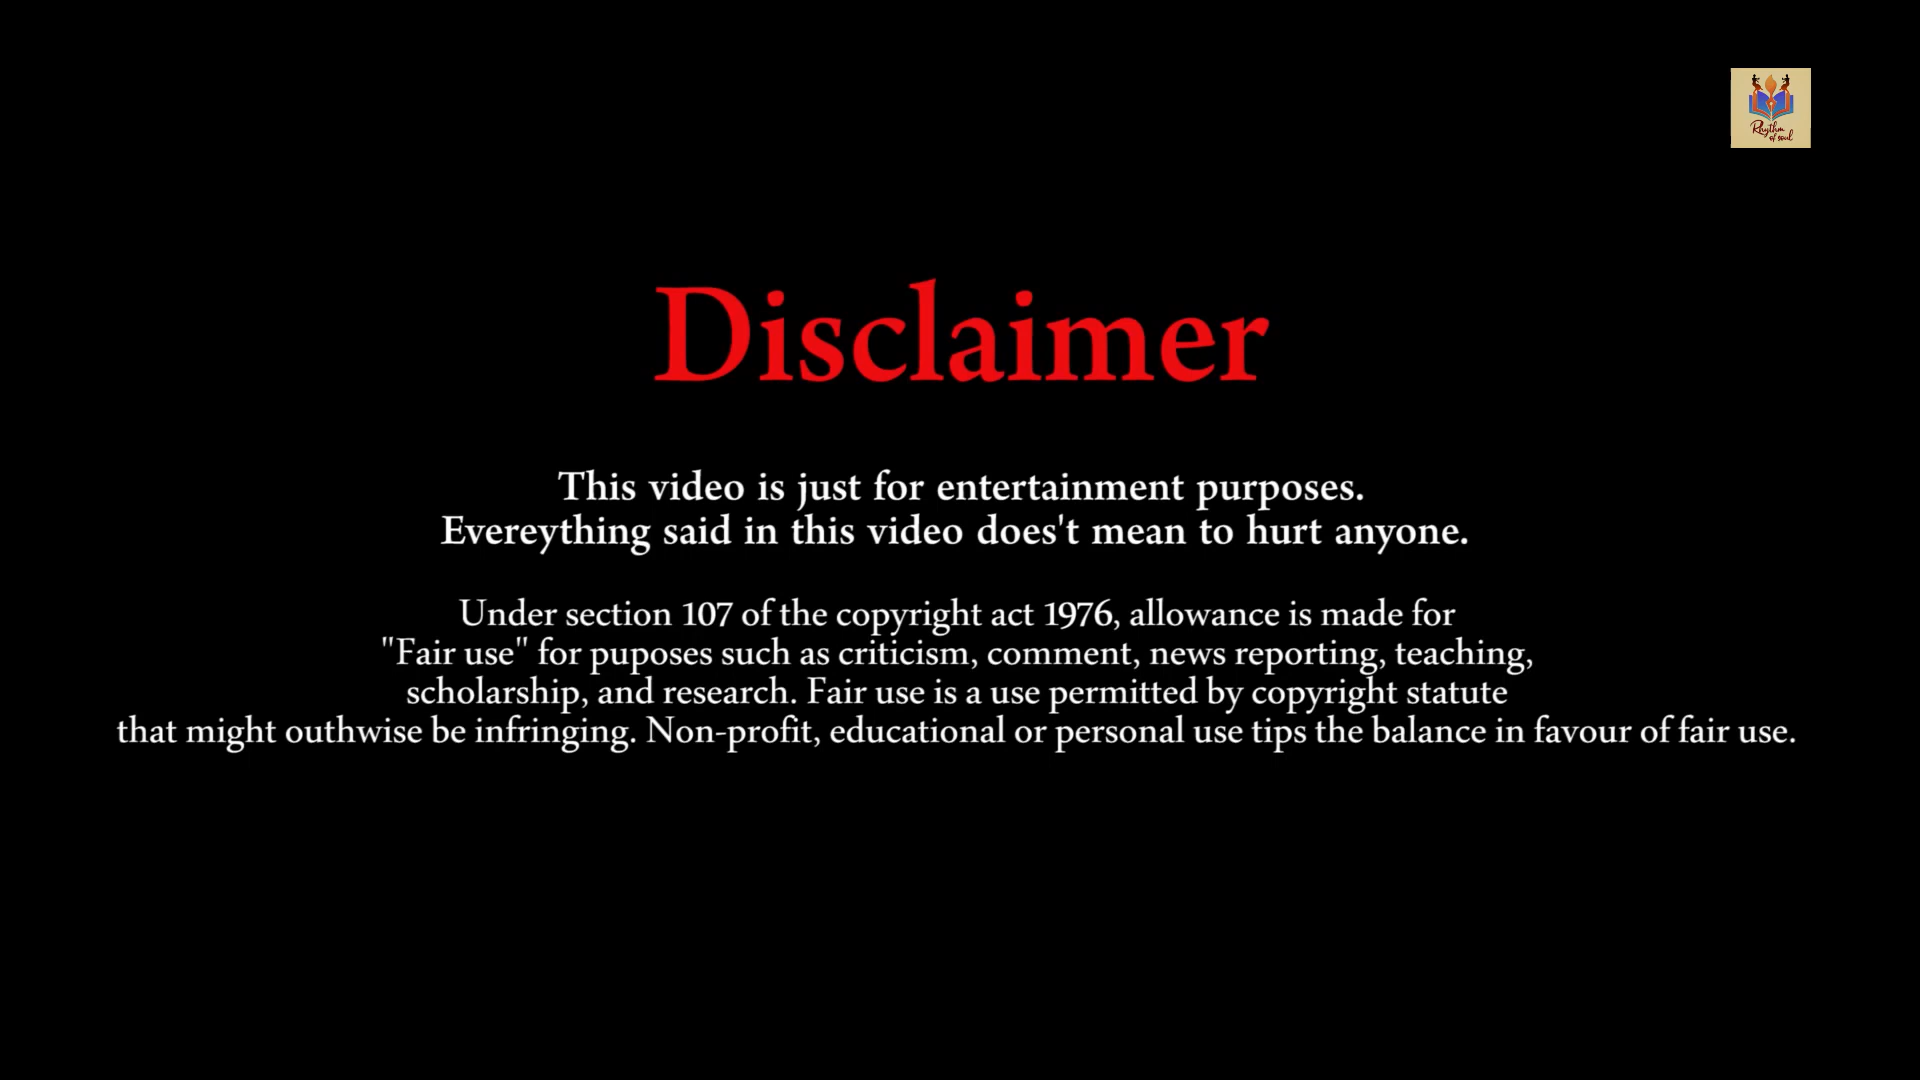 Rhythm
of soul
Disclaimer
This video is just for entertainment purposes.
Evereything said in this video does't mean to hurt anyone.
Under section 107 of the copyright act 1976, allowance is made for
"Fair use" for puposes such as criticism, comment, news reporting, teaching,
scholarship, and research. Fair use is a use permitted by copyright statute
that might outhwise be infringing. Non-profit, educational or personal use tips the balance in favour of fair use.